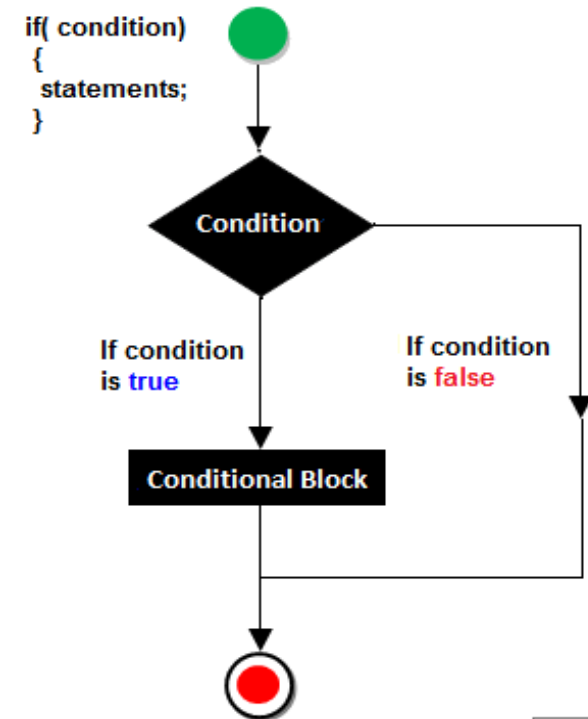 if( condition)
{
statements;
}
Condition
If condition
is true
If condition
is false
Conditional Block